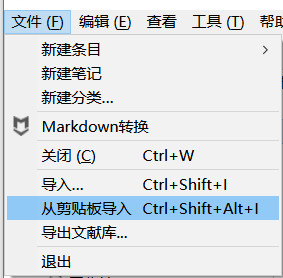 文件 (F) 编辑 (E) 查看 工具 (T) 帮助
新建条目
新建笔记
新建分类...
Markdown转换
关闭 (C) Ctrl+W
导入... Ctrl+Shift+I
从剪贴板导入 Ctrl+Shift+Alt+I
导出文献库...
退出